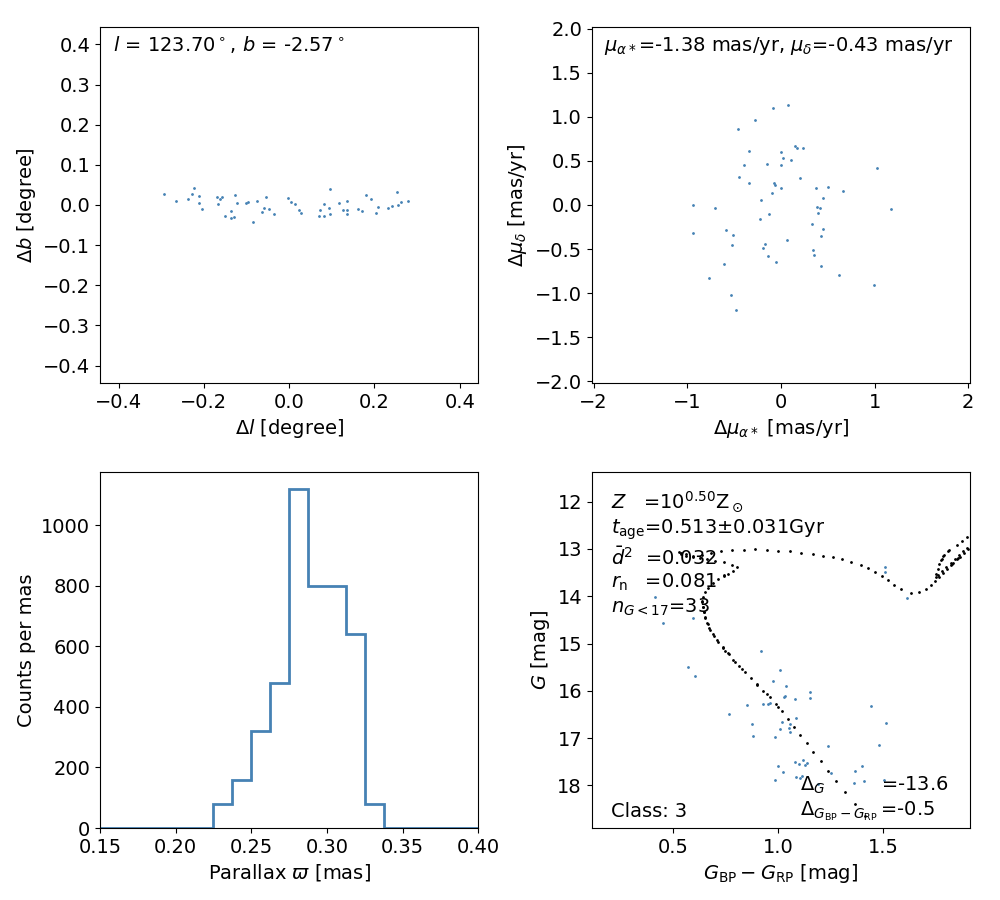 l = 123.70°, b = -2.57°
0.4
0.3
0.2
0.1
0.0
−0.1
−0.2
−0.3
−0.4
Δb [degree]
−0.4 −0.2 0.0 0.2 0.4
Δl [degree]
μα*=-1.38 mas/yr, μδ=-0.43 mas/yr
2.0
1.5
1.0
0.5
0.0
−0.5
−1.0
−1.5
−2.0
Δμδ [mas/yr]
−2 −1 0 1 2
Δμα* [mas/yr]
1000
800
600
400
200
0
Counts per mas
0.15 0.20 0.25 0.30 0.35 0.40
Parallax ϖ [mas]
Z =10^0.50 Z⊙
t_age=0.513±0.031Gyr
d̄² =0.032
r_n =0.081
n_G<17=33
12
13
14
15
16
17
18
G [mag]
Δ_G =-13.6
Δ_GBP−GRP=-0.5
Class: 3
0.5 1.0 1.5
G_BP − G_RP [mag]